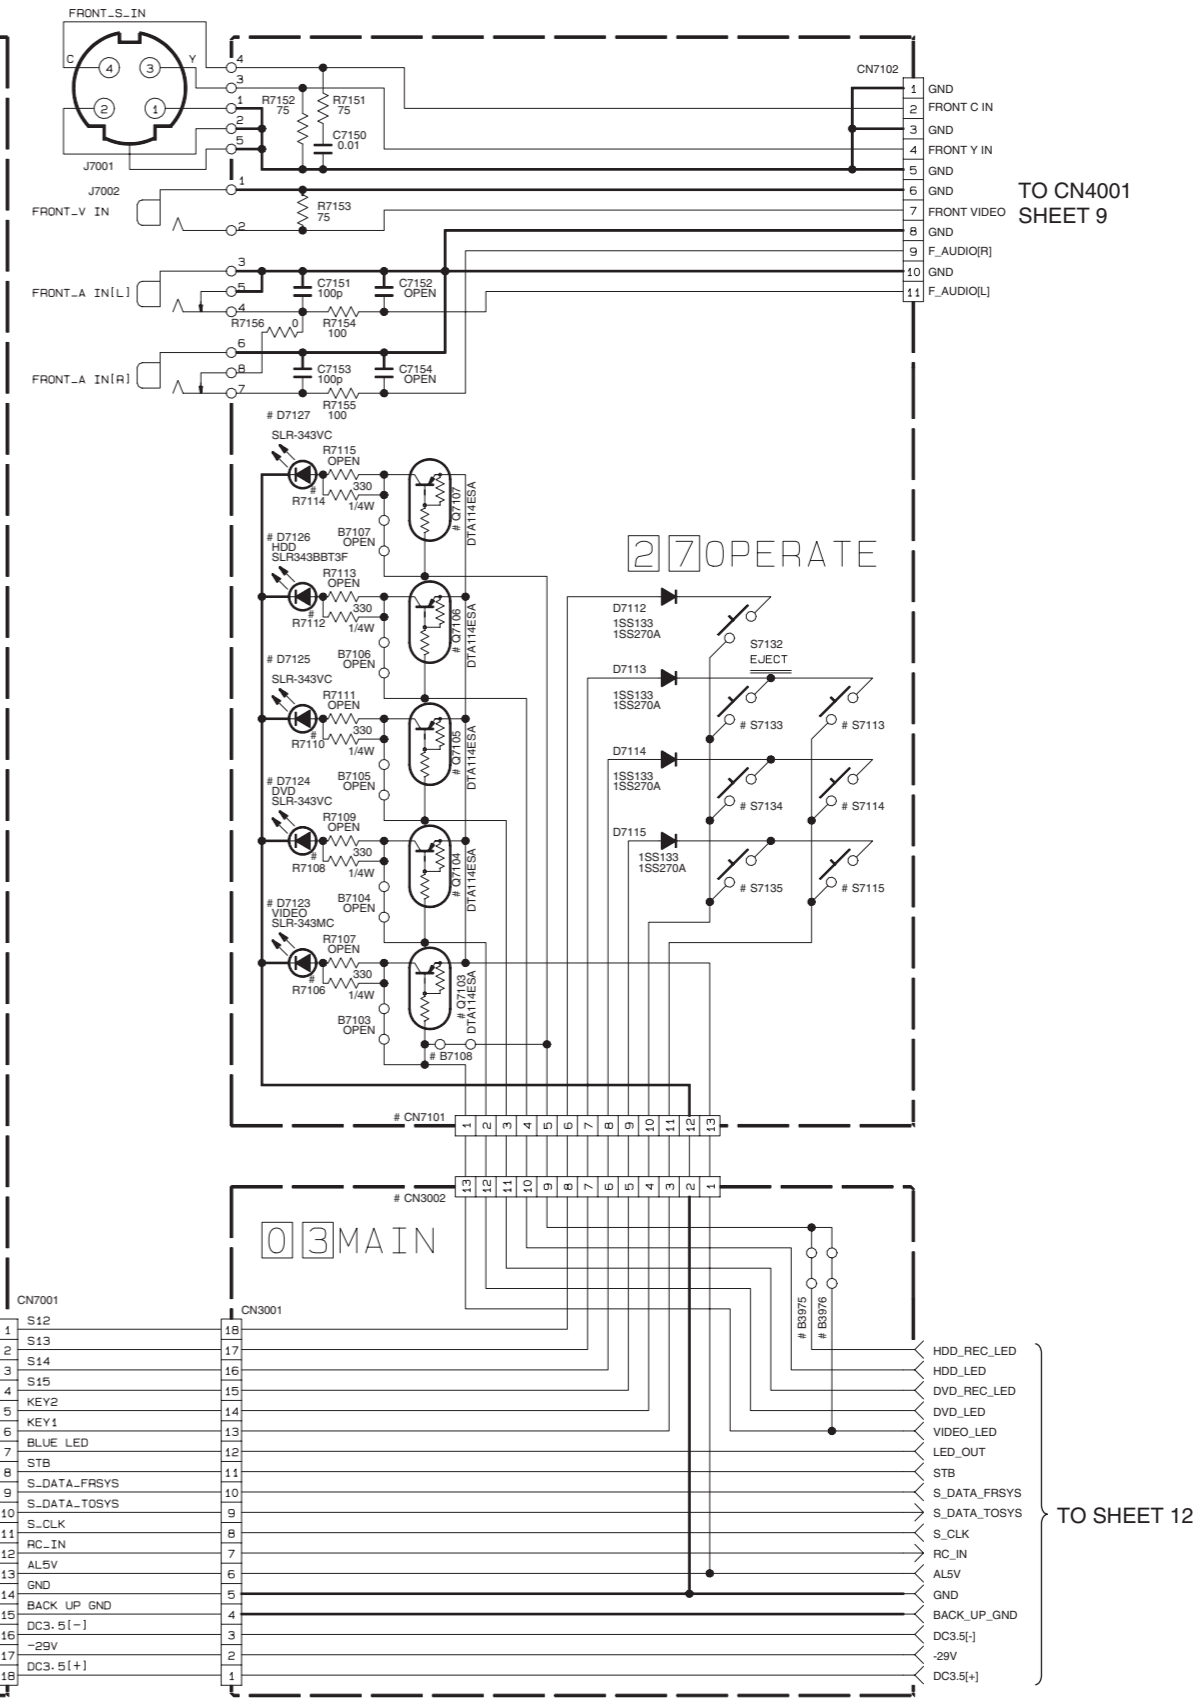 FRONT_S_IN
C
Y
4
3
2
1
J7001
4
3
1
2
5
R7152
75
R7151
75
C7150
0.01
CN7102
1 GND
2 FRONT C IN
3 GND
4 FRONT Y IN
5 GND
6 GND
7 FRONT VIDEO
8 GND
9 F_AUDIO[R]
10 GND
11 F_AUDIO[L]
TO CN4001
SHEET 9
J7002
FRONT_V IN
1
2
R7153
75
FRONT_A IN[L]
3
5
4
C7151
100p
C7152
OPEN
R7156
0
R7154
100
FRONT_A IN[R]
6
8
7
C7153
100p
C7154
OPEN
R7155
100
# D7127
SLR-343VC
R7115
OPEN
#
R7114
330
1/4W
B7107
OPEN
# Q7107
DTA114ESA
# D7126
HDD
SLR343BBT3F
R7113
OPEN
#
R7112
330
1/4W
B7106
OPEN
# Q7106
DTA114ESA
# D7125
SLR-343VC
R7111
OPEN
#
R7110
330
1/4W
B7105
OPEN
# Q7105
DTA114ESA
# D7124
DVD
SLR-343VC
R7109
OPEN
#
R7108
330
1/4W
B7104
OPEN
# Q7104
DTA114ESA
# D7123
VIDEO
SLR-343MC
R7107
OPEN
#
R7106
330
1/4W
B7103
OPEN
# Q7103
DTA114ESA
# B7108
27OPERATE
D7112
1SS133
1SS270A
S7132
EJECT
D7113
1SS133
1SS270A
# S7133
# S7113
D7114
1SS133
1SS270A
# S7134
# S7114
D7115
1SS133
1SS270A
# S7135
# S7115
# CN7101
1 2 3 4 5 6 7 8 9 10 11 12 13
# CN3002
13 12 11 10 9 8 7 6 5 4 3 2 1
03MAIN
# B3975
# B3976
CN7001
CN3001
1 S12 18
2 S13 17
3 S14 16
4 S15 15
5 KEY2 14
6 KEY1 13
7 BLUE LED 12
8 STB 11
9 S_DATA_FRSYS 10
10 S_DATA_TOSYS 9
11 S_CLK 8
12 RC_IN 7
13 AL5V 6
14 GND 5
15 BACK UP GND 4
16 DC3.5[-] 3
17 -29V 2
18 DC3.5[+] 1
HDD_REC_LED
HDD_LED
DVD_REC_LED
DVD_LED
VIDEO_LED
LED_OUT
STB
S_DATA_FRSYS
S_DATA_TOSYS
S_CLK
RC_IN
AL5V
GND
BACK_UP_GND
DC3.5[-]
-29V
DC3.5[+]
TO SHEET 12